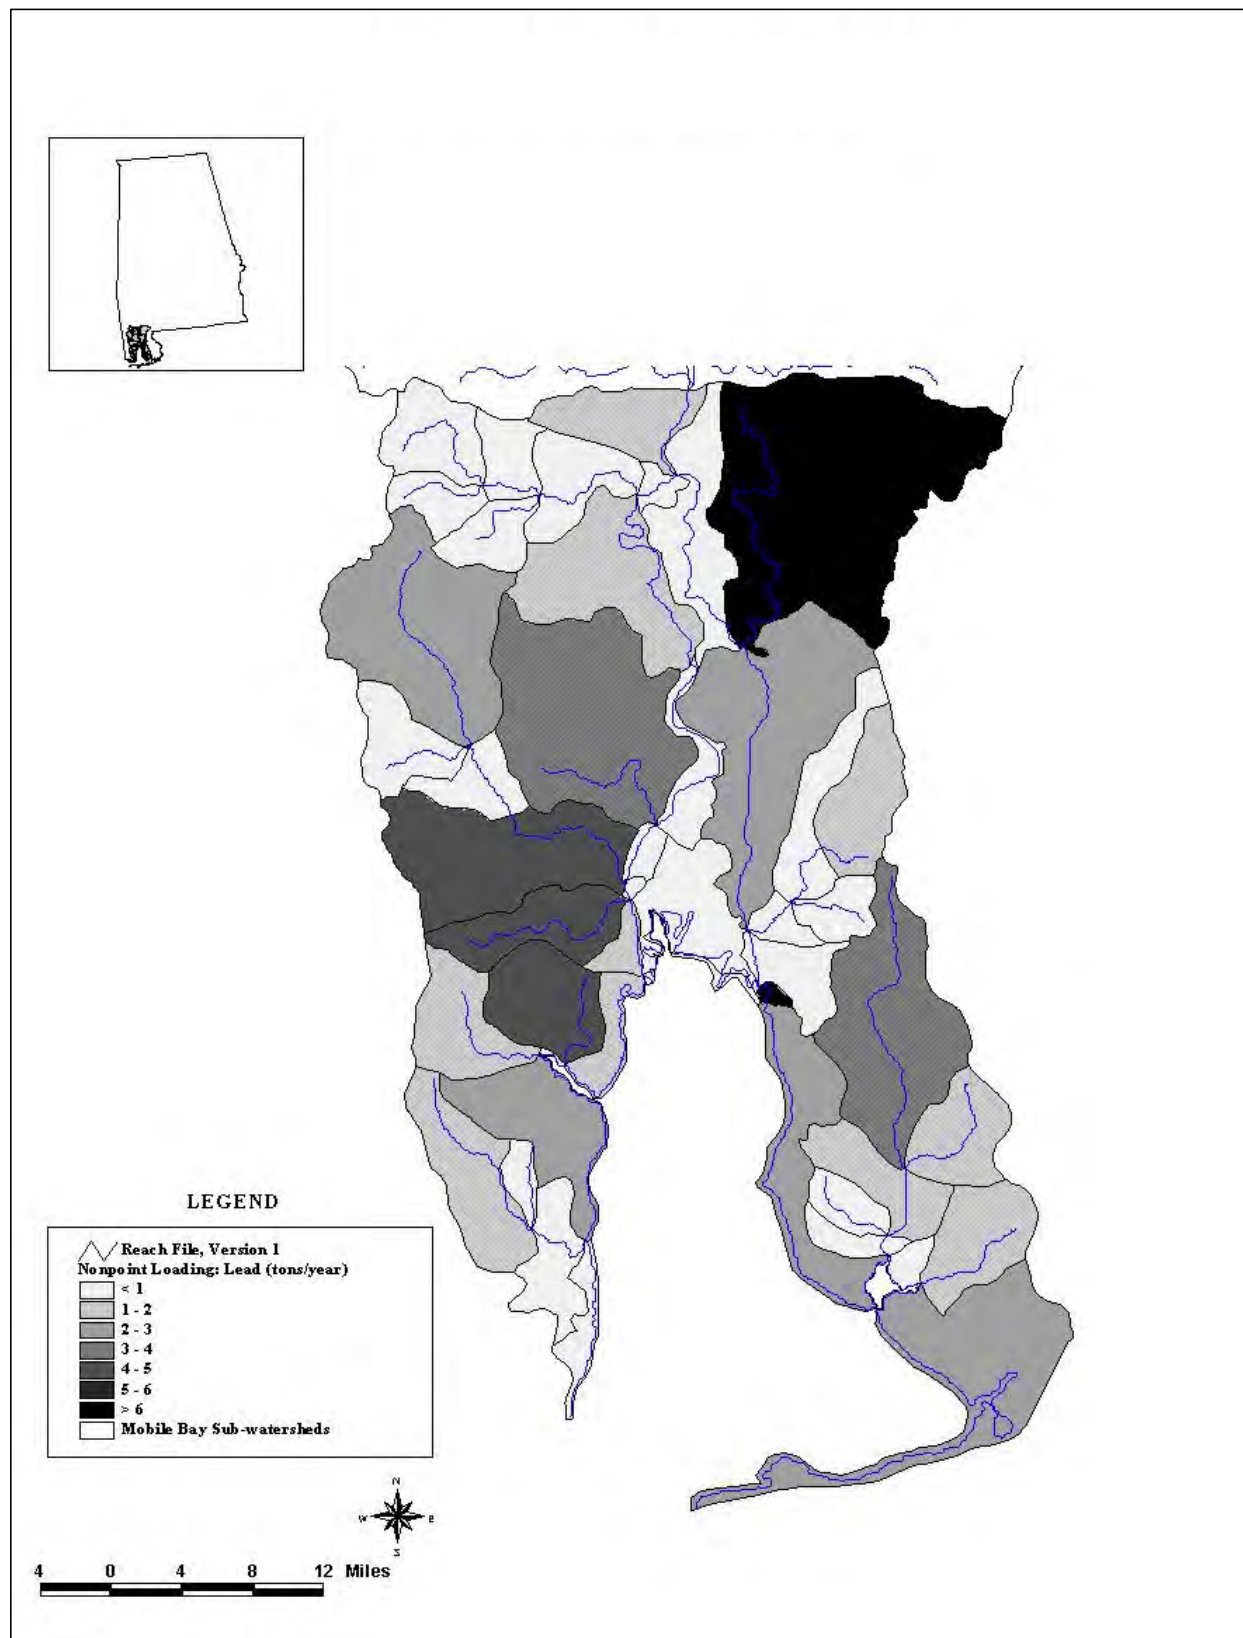 LEGEND
Reach File, Version 1
Nonpoint Loading: Lead (tons/year)
< 1
1 - 2
2 - 3
3 - 4
4 - 5
5 - 6
> 6
Mobile Bay Sub-watersheds
N
W E
S
4 0 4 8 12 Miles